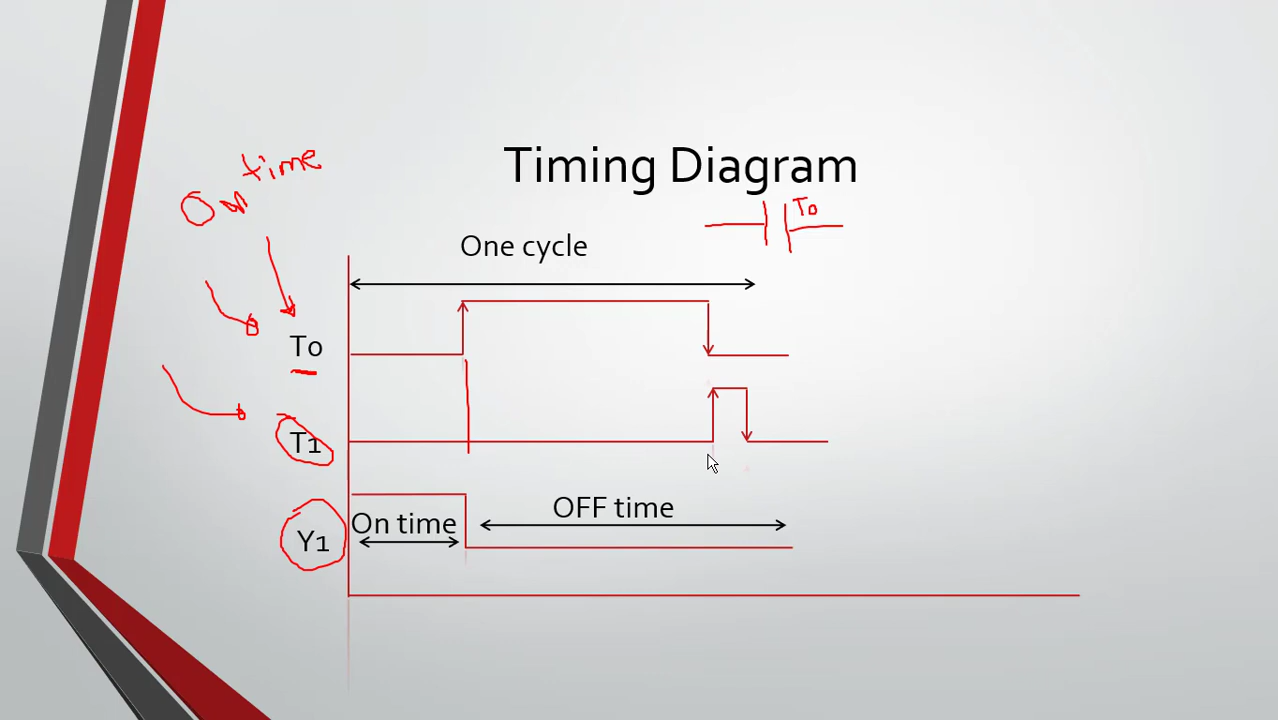 Timing Diagram
On time
To
One cycle
To
T1
On time
OFF time
Y1